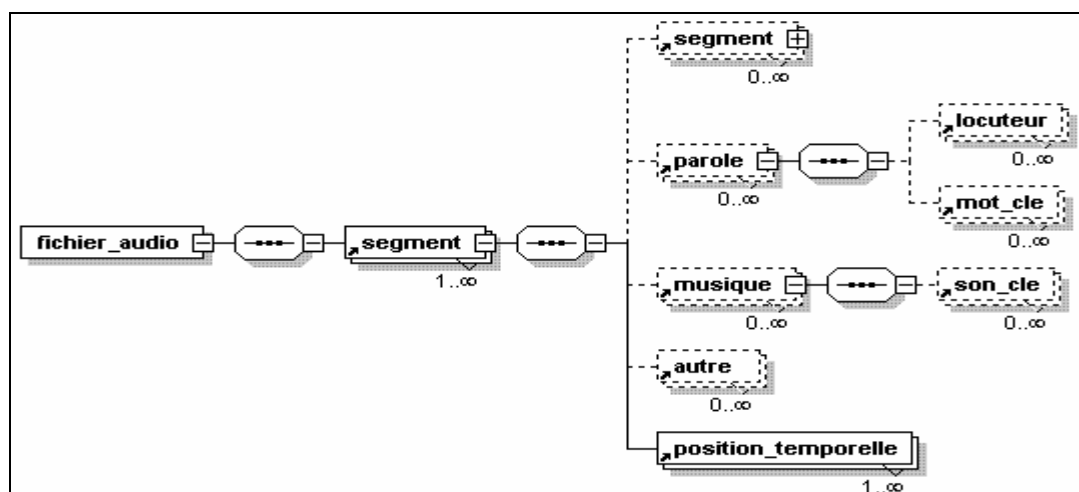 segment
0..∞
locuteur
0..∞
parole
0..∞
mot_cle
0..∞
fichier_audio
segment
1..∞
musique
0..∞
son_cle
0..∞
autre
0..∞
position_temporelle
1..∞